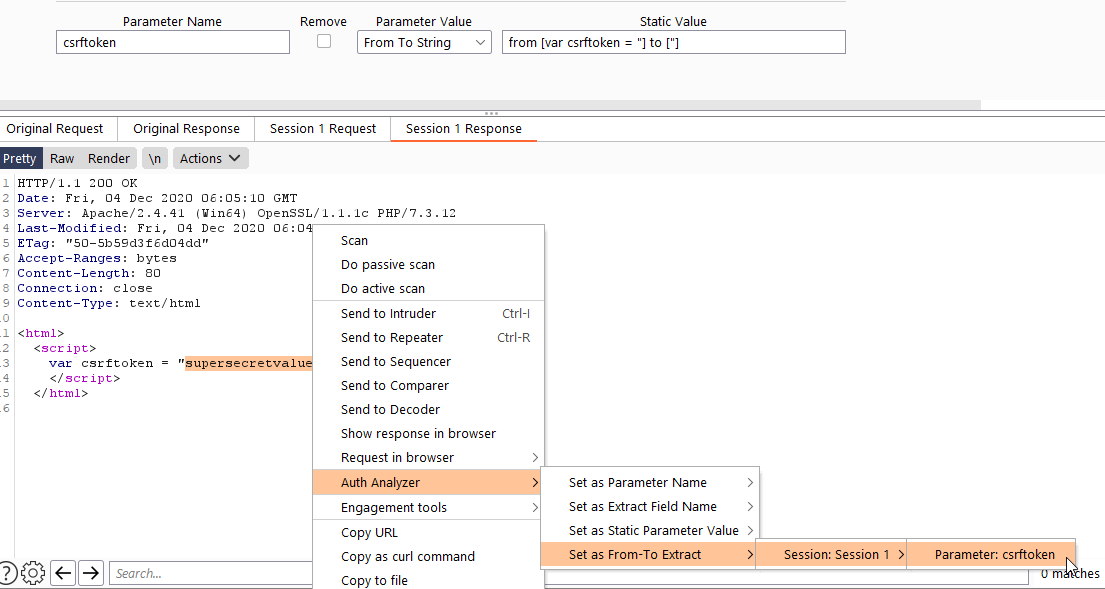 Parameter Name Remove Parameter Value Static Value
csrftoken From To String from [var csrftoken = "] to ["]
Original Request Original Response Session 1 Request Session 1 Response
Pretty Raw Render \n Actions
1 HTTP/1.1 200 OK
2 Date: Fri, 04 Dec 2020 06:05:10 GMT
3 Server: Apache/2.4.41 (Win64) OpenSSL/1.1.1c PHP/7.3.12
4 Last-Modified: Fri, 04 Dec 2020 06:04
5 ETag: "50-5b59d3f6d04dd"
6 Accept-Ranges: bytes
7 Content-Length: 80
8 Connection: close
9 Content-Type: text/html
0
1 <html>
2 <script>
3 var csrftoken = "supersecretvalue
4 </script>
5 </html>
6
Scan
Do passive scan
Do active scan
Send to Intruder Ctrl-I
Send to Repeater Ctrl-R
Send to Sequencer
Send to Comparer
Send to Decoder
Show response in browser
Request in browser
Auth Analyzer
Engagement tools
Copy URL
Copy as curl command
Copy to file
Set as Parameter Name
Set as Extract Field Name
Set as Static Parameter Value
Set as From-To Extract
Session: Session 1
Parameter: csrftoken
? Search... 0 matches